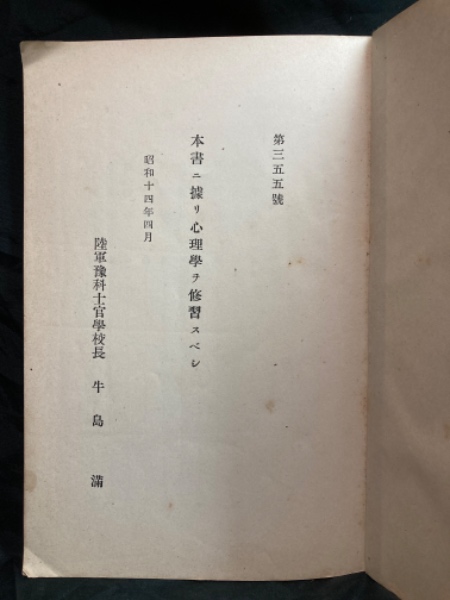 第三五五號
本書ニ據リ心理學ヲ修習スベシ
昭和十四年四月
陸軍豫科士官學校長 牛島滿